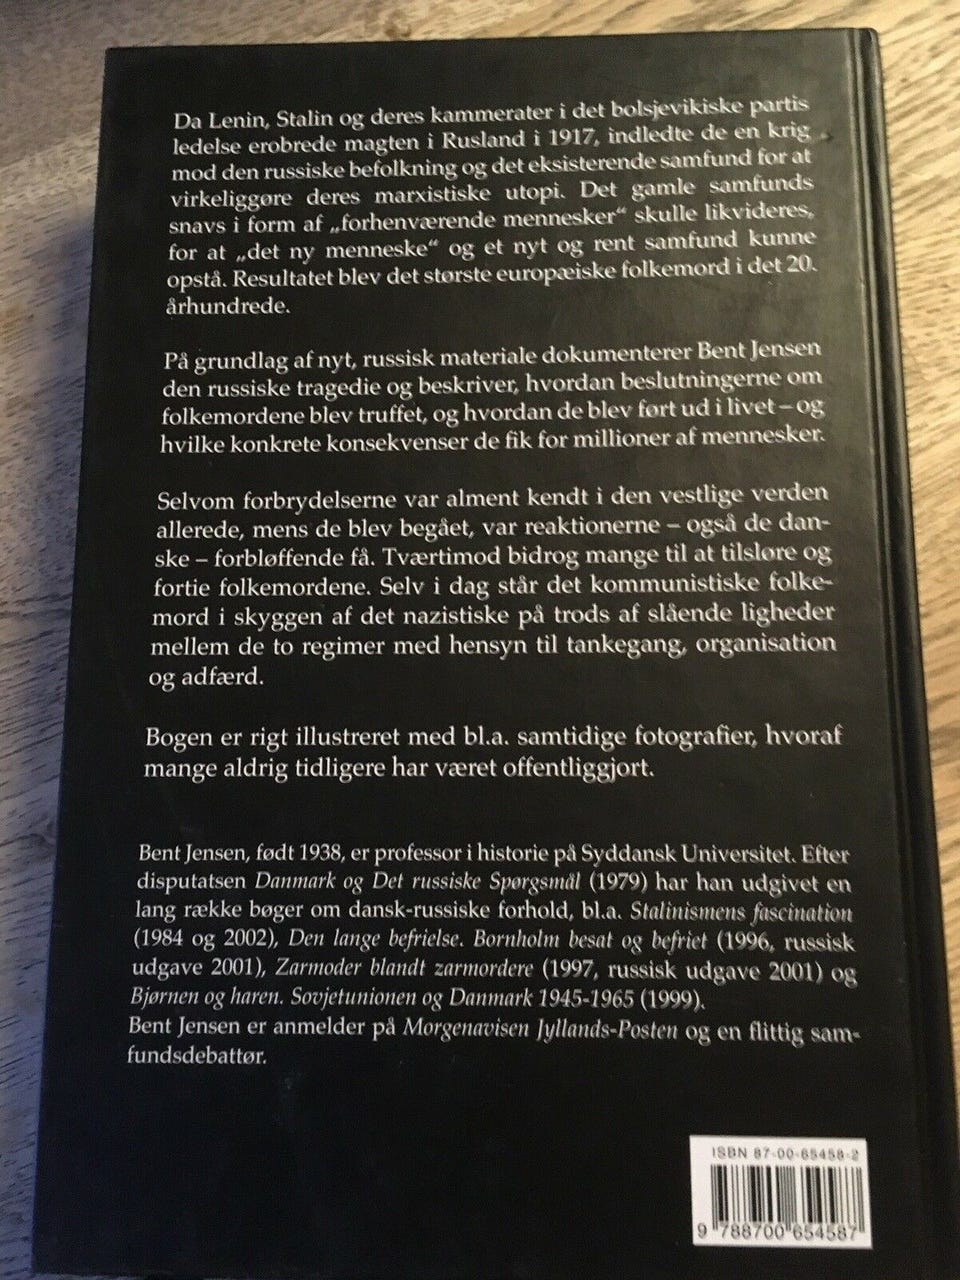 Da Lenin, Stalin og deres kammerater i det bolsjevikiske partis
ledelse erobrede magten i Rusland i 1917, indledte de en krig
mod den russiske befolkning og det eksisterende samfund for at
virkeliggøre deres marxistiske utopi. Det gamle samfunds
snavs i form af „forhenværende mennesker“ skulle likvideres,
for at „det ny menneske“ og et nyt og rent samfund kunne
opstå. Resultatet blev det største europæiske folkemord i det 20.
århundrede.
På grundlag af nyt, russisk materiale dokumenterer Bent Jensen
den russiske tragedie og beskriver, hvordan beslutningerne om
folkemordene blev truffet, og hvordan de blev ført ud i livet – og
hvilke konkrete konsekvenser de fik for millioner af mennesker.
Selvom forbrydelserne var alment kendt i den vestlige verden
allerede, mens de blev begået, var reaktionerne – også de dan-
ske – forbløffende få. Tværtimod bidrog mange til at tilsløre og
fortie folkemordene. Selv i dag står det kommunistiske folke-
mord i skyggen af det nazistiske på trods af slående ligheder
mellem de to regimer med hensyn til tankegang, organisation
og adfærd.
Bogen er rigt illustreret med bl.a. samtidige fotografier, hvoraf
mange aldrig tidligere har været offentliggjort.
Bent Jensen, født 1938, er professor i historie på Syddansk Universitet. Efter
disputatsen Danmark og Det russiske Spørgsmål (1979) har han udgivet en
lang række bøger om dansk-russiske forhold, bl.a. Stalinismens fascination
(1984 og 2002), Den lange befrielse. Bornholm besat og befriet (1996, russisk
udgave 2001), Zarmoder blandt zarmordere (1997, russisk udgave 2001) og
Bjørnen og haren. Sovjetunionen og Danmark 1945-1965 (1999).
Bent Jensen er anmelder på Morgenavisen Jyllands-Posten og en flittig sam-
fundsdebattør.
ISBN 87-00-65458-2
9 788700 654587